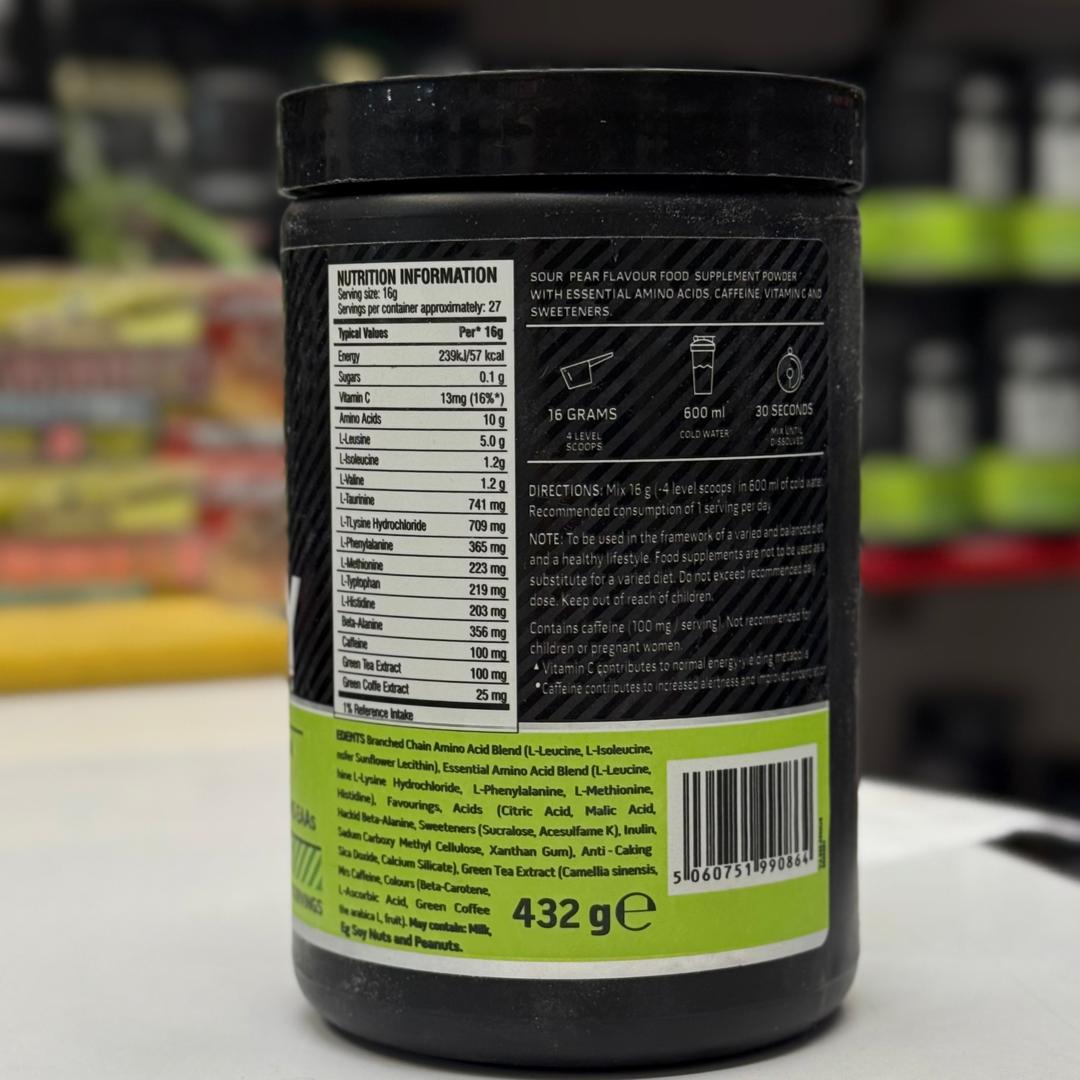 NUTRITION INFORMATION
Serving size: 16g
Servings per container approximately: 27
Typical Values Per* 16g
Energy 239kJ/57 kcal
Sugars 0.1 g
Vitamin C 13mg (16%*)
Amino Acids 10 g
L-Leusine 5.0 g
L-Isoleucine 1.2g
L-Valine 1.2 g
L-Taurinine 741 mg
L-TLysine Hydrochloride 709 mg
L-Phenylalanine 365 mg
L-Methionine 223 mg
L-Typtophan 219 mg
L-Histidine 203 mg
Beta-Alanine 356 mg
Caffeine 100 mg
Green Tea Extract 100 mg
Green Coffe Extract 25 mg
1% Reference Intake
SOUR PEAR FLAVOUR FOOD SUPPLEMENT POWDER
WITH ESSENTIAL AMINO ACIDS, CAFFEINE, VITAMIN C AND
SWEETENERS.
16 GRAMS
4 LEVEL
SCOOPS
600 ml
COLD WATER
30 SECONDS
MIX UNTIL
DISSOLVED
DIRECTIONS: Mix 16 g (-4 level scoops) in 600 ml of cold water.
Recommended consumption of 1 serving per day
NOTE: To be used in the framework of a varied and balanced diet
and a healthy lifestyle. Food supplements are not to be used as a
substitute for a varied diet. Do not exceed recommended
dose. Keep out of reach of children.
Contains caffeine (100 mg / serving). Not recommended for
children or pregnant women.
Vitamin C contributes to normal
*Caffeine contributes to increased alertness and improved
EDIENTS Branched Chain Amino Acid Blend (L-Leucine, L-Isoleucine,
Sunflower Lecithin), Essential Amino Acid Blend (L-Leucine,
hine L-Lysine Hydrochloride, L-Phenylalanine, L-Methionine,
Histidine), Favourings, Acids (Citric Acid, Malic Acid,
Beta-Alanine, Sweeteners (Sucralose, Acesulfame K), Inulin,
Carboxy Methyl Cellulose, Xanthan Gum), Anti-Caking
Calcium Silicate), Green Tea Extract (Camellia sinensis,
Caffeine, Colours (Beta-Carotene,
L-Ascorbic Acid, Green Coffee
arabica L, fruit). May contain: Milk,
Eg Soy Nuts and Peanuts.
432 g℮
5 060751 990864
Y
EAAs